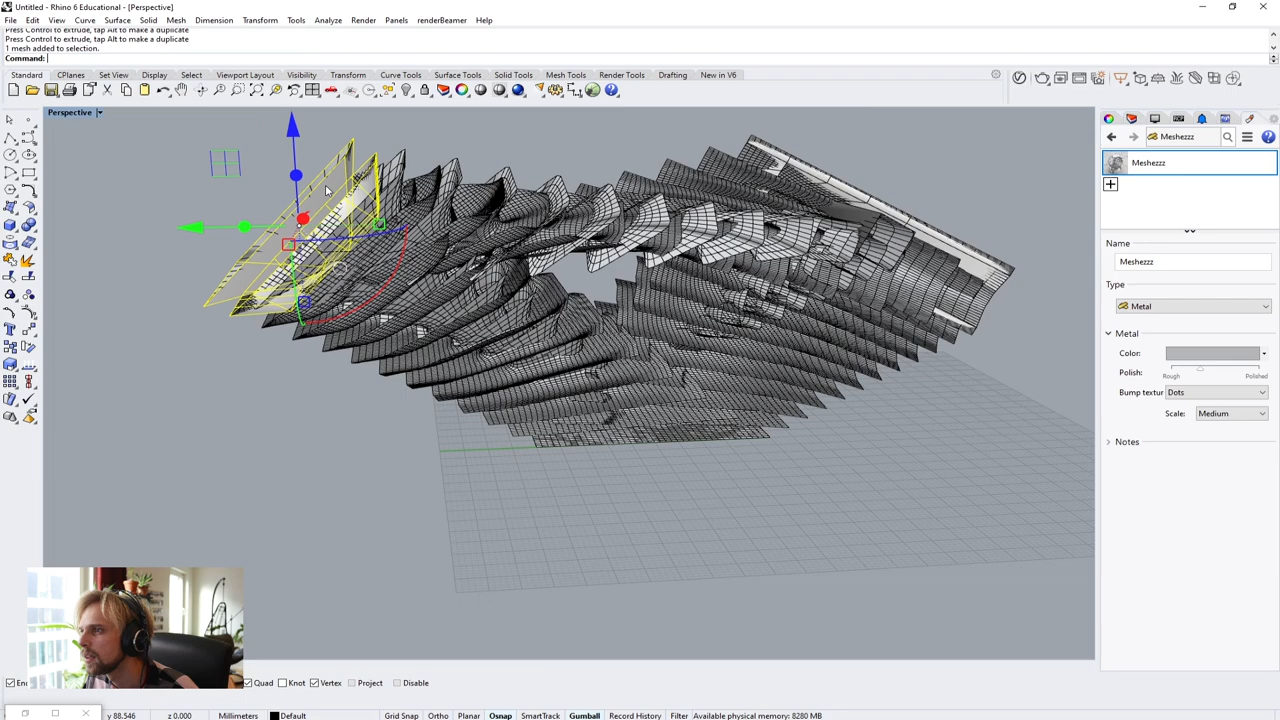 Untitled - Rhino 6 Educational - [Perspective]
File Edit View Curve Surface Solid Mesh Dimension Transform Tools Analyze Render Panels renderBeamer Help
Press Control to extrude, tap Alt to make a duplicate
Press Control to extrude, tap Alt to make a duplicate
1 mesh added to selection.
Command:
Standard CPlanes Set View Display Select Viewport Layout Visibility Transform Curve Tools Surface Tools Solid Tools Mesh Tools Render Tools Drafting New in V6
Perspective
Meshezzz
Meshezzz
Name
Meshezzz
Type
Metal
Metal
Color:
Polish:
Rough Polished
Bump textur Dots
Scale: Medium
Notes
Quad Knot Vertex Project Disable
y 88.546 z 0.000 Millimeters Default Grid Snap Ortho Planar Osnap SmartTrack Gumball Record History Filter Available physical memory: 8280 MB